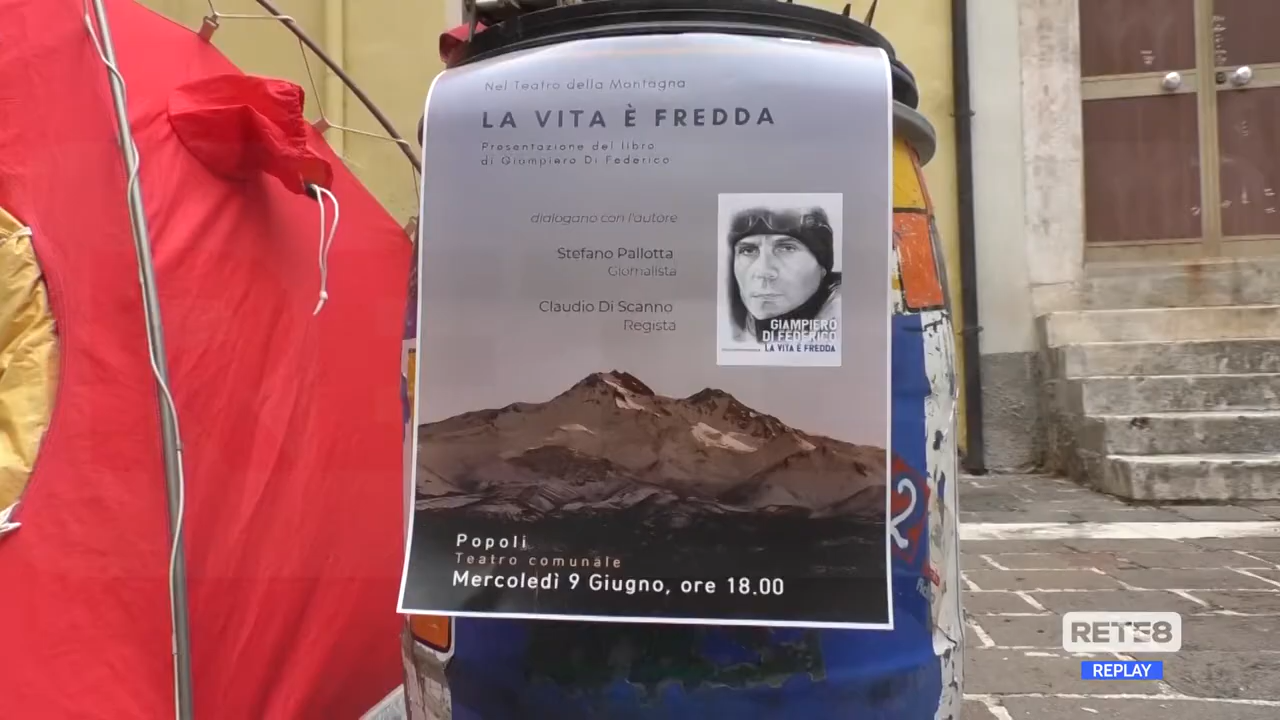 Nel Teatro della Montagna
LA VITA È FREDDA
Presentazione del libro
di Giampiero Di Federico
dialogano con l'autore
Stefano Pallotta
Giornalista
Claudio Di Scanno
Regista
GIAMPIERO
DI FEDERICO
LA VITA È FREDDA
Popoli
Teatro comunale
Mercoledì 9 Giugno, ore 18.00
2
RETE8
REPLAY